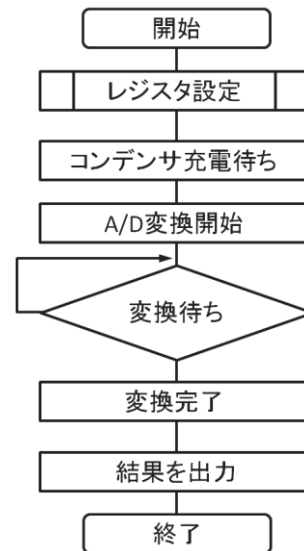 開始
レジスタ設定
コンデンサ充電待ち
A/D変換開始
変換待ち
変換完了
結果を出力
終了